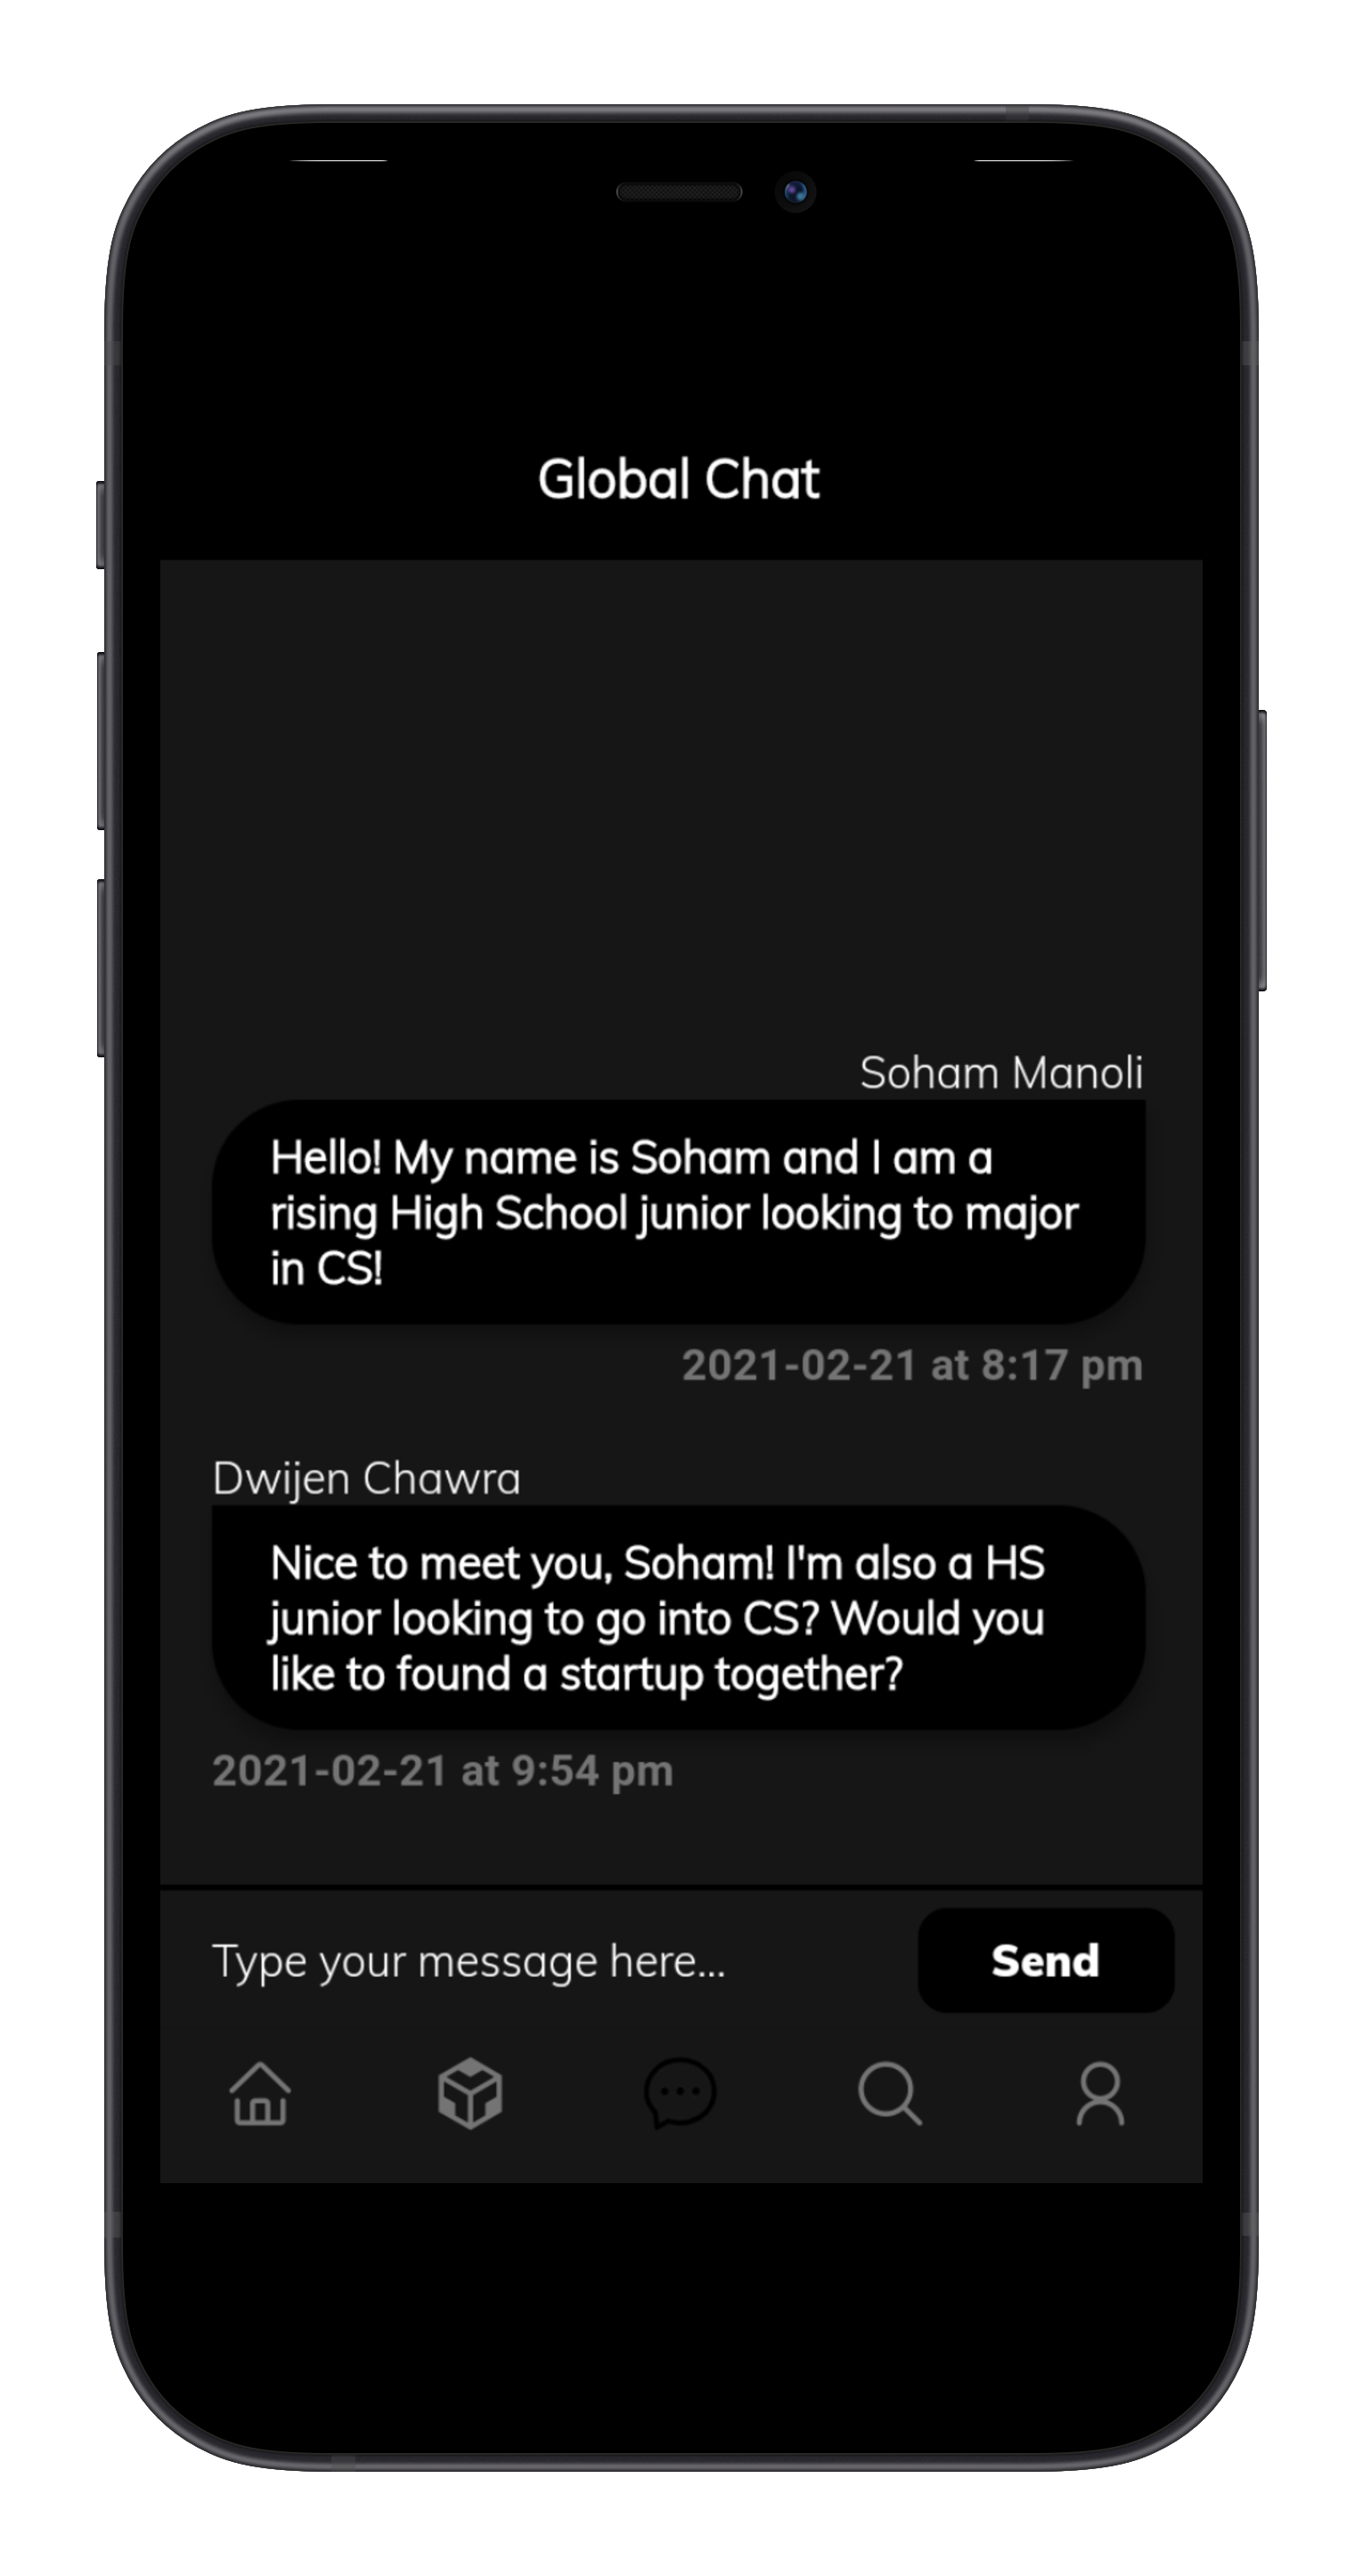 Global Chat
Soham Manoli
Hello! My name is Soham and I am a
rising High School junior looking to major
in CS!
2021-02-21 at 8:17 pm
Dwijen Chawra
Nice to meet you, Soham! I'm also a HS
junior looking to go into CS? Would you
like to found a startup together?
2021-02-21 at 9:54 pm
Type your message here...
Send